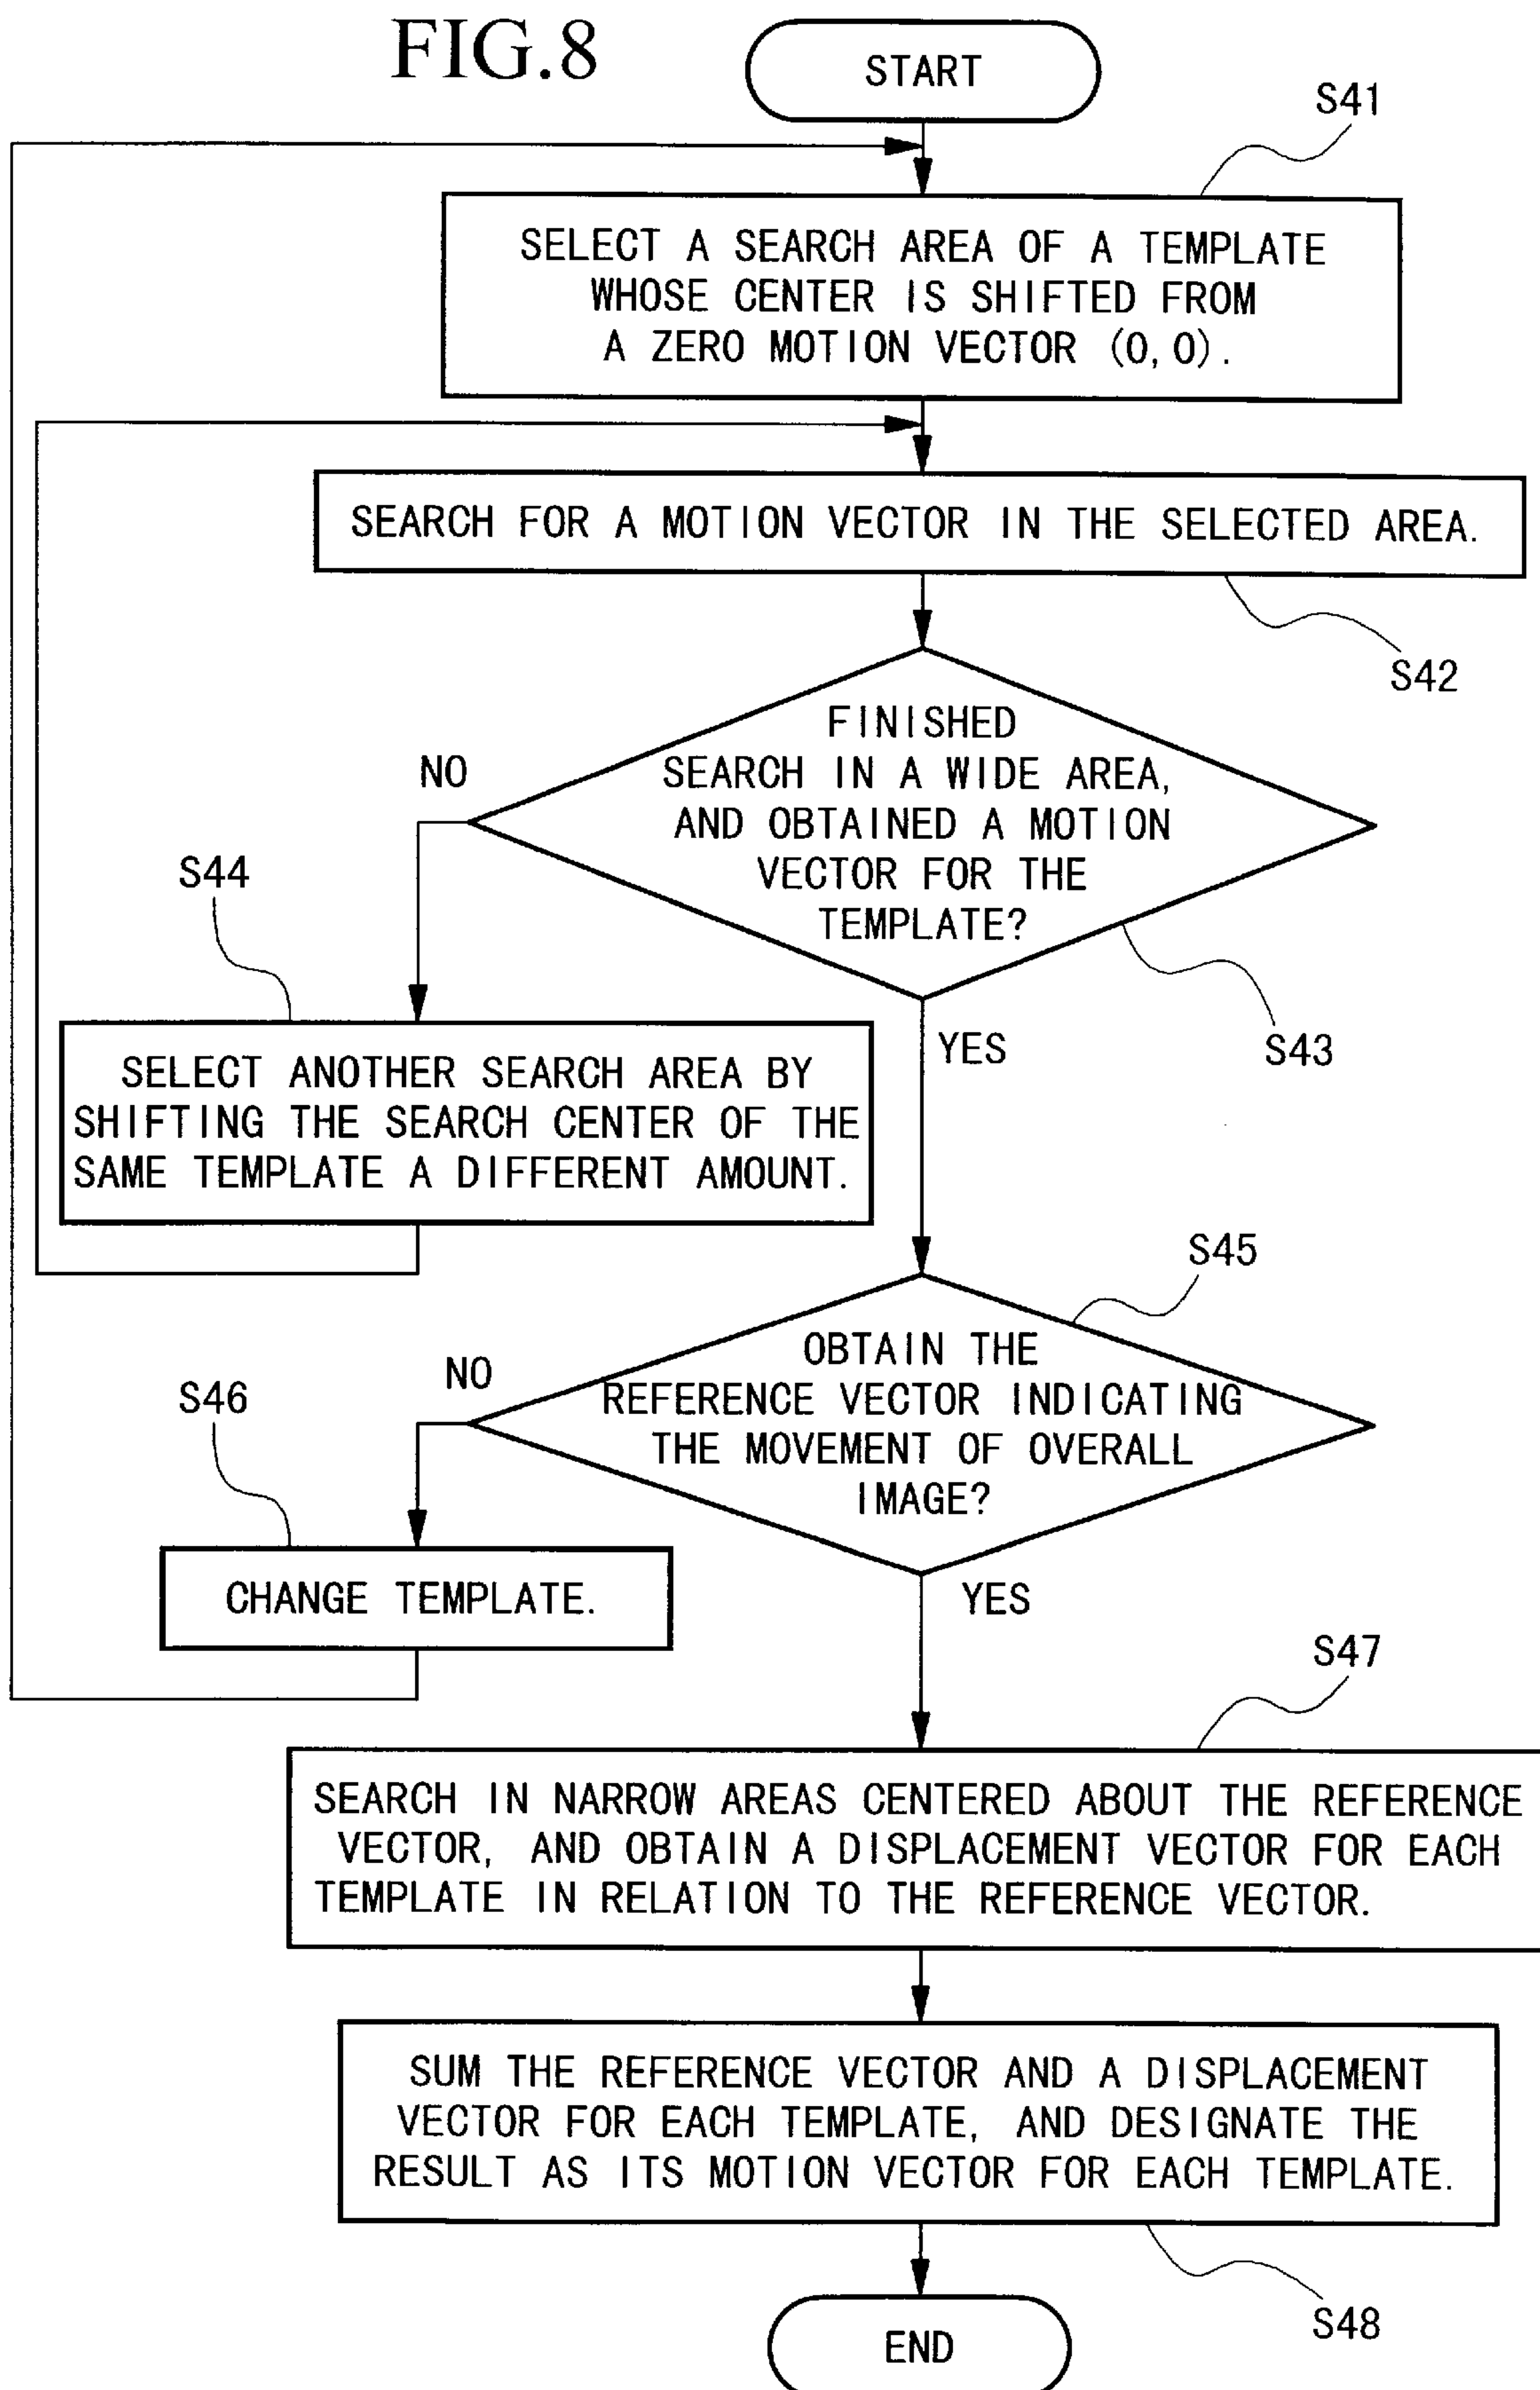 FIG.8
START
S41
SELECT A SEARCH AREA OF A TEMPLATE
WHOSE CENTER IS SHIFTED FROM
A ZERO MOTION VECTOR (0,0).
SEARCH FOR A MOTION VECTOR IN THE SELECTED AREA.
S42
FINISHED
SEARCH IN A WIDE AREA,
AND OBTAINED A MOTION
VECTOR FOR THE
TEMPLATE?
NO
S43
YES
S44
SELECT ANOTHER SEARCH AREA BY
SHIFTING THE SEARCH CENTER OF THE
SAME TEMPLATE A DIFFERENT AMOUNT.
S45
OBTAIN THE
REFERENCE VECTOR INDICATING
THE MOVEMENT OF OVERALL
IMAGE?
NO
S46
CHANGE TEMPLATE.
YES
S47
SEARCH IN NARROW AREAS CENTERED ABOUT THE REFERENCE
VECTOR, AND OBTAIN A DISPLACEMENT VECTOR FOR EACH
TEMPLATE IN RELATION TO THE REFERENCE VECTOR.
SUM THE REFERENCE VECTOR AND A DISPLACEMENT
VECTOR FOR EACH TEMPLATE, AND DESIGNATE THE
RESULT AS ITS MOTION VECTOR FOR EACH TEMPLATE.
S48
END